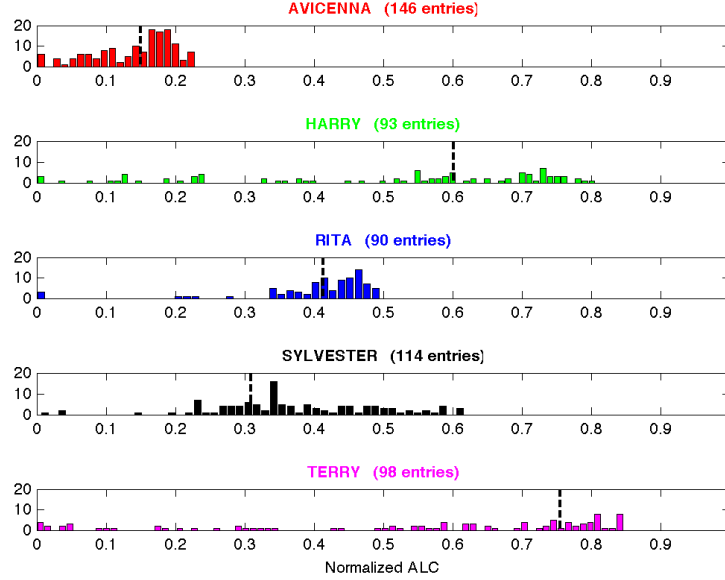 AVICENNA (146 entries)
20
10
0
0 0.1 0.2 0.3 0.4 0.5 0.6 0.7 0.8 0.9
HARRY (93 entries)
20
10
0
0 0.1 0.2 0.3 0.4 0.5 0.6 0.7 0.8 0.9
RITA (90 entries)
20
10
0
0 0.1 0.2 0.3 0.4 0.5 0.6 0.7 0.8 0.9
SYLVESTER (114 entries)
20
10
0
0 0.1 0.2 0.3 0.4 0.5 0.6 0.7 0.8 0.9
TERRY (98 entries)
20
10
0
0 0.1 0.2 0.3 0.4 0.5 0.6 0.7 0.8 0.9
Normalized ALC